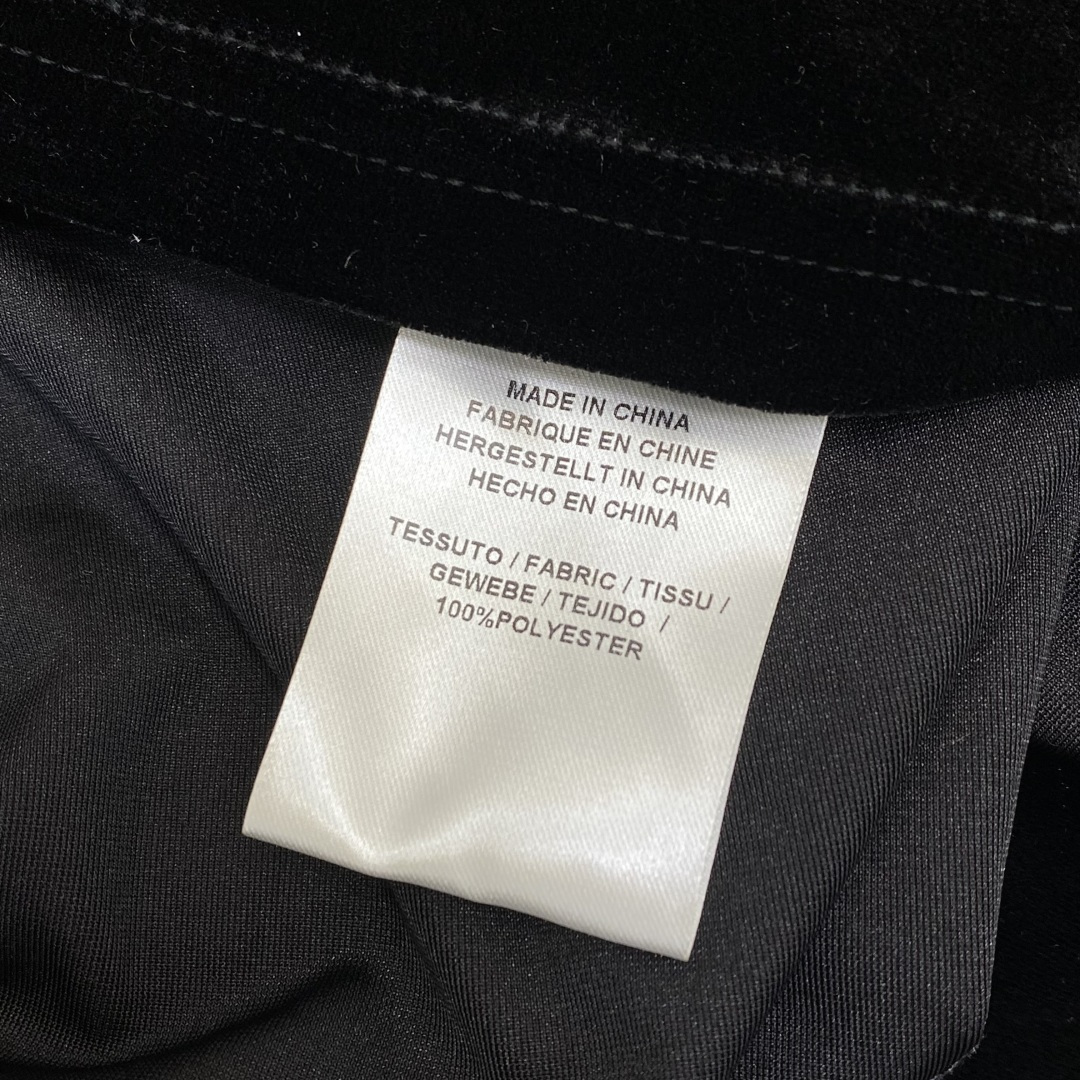 MADE IN CHINA
FABRIQUE EN CHINE
HERGESTELLT IN CHINA
HECHO EN CHINA
TESSUTO / FABRIC / TISSU /
GEWEBE / TEJIDO /
100%POLYESTER